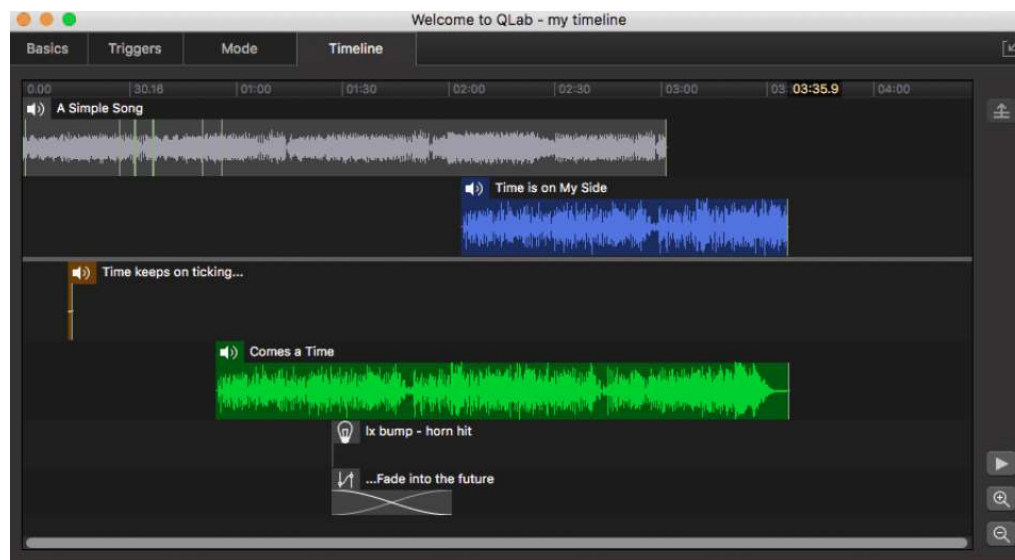 Welcome to QLab - my timeline
Basics Triggers Mode Timeline
0.00 30.16 01:00 01:30 02:00 02:30 03:00 03: 03:35.9 04:00
A Simple Song
Time is on My Side
Time keeps on ticking...
Comes a Time
lx bump - horn hit
...Fade into the future